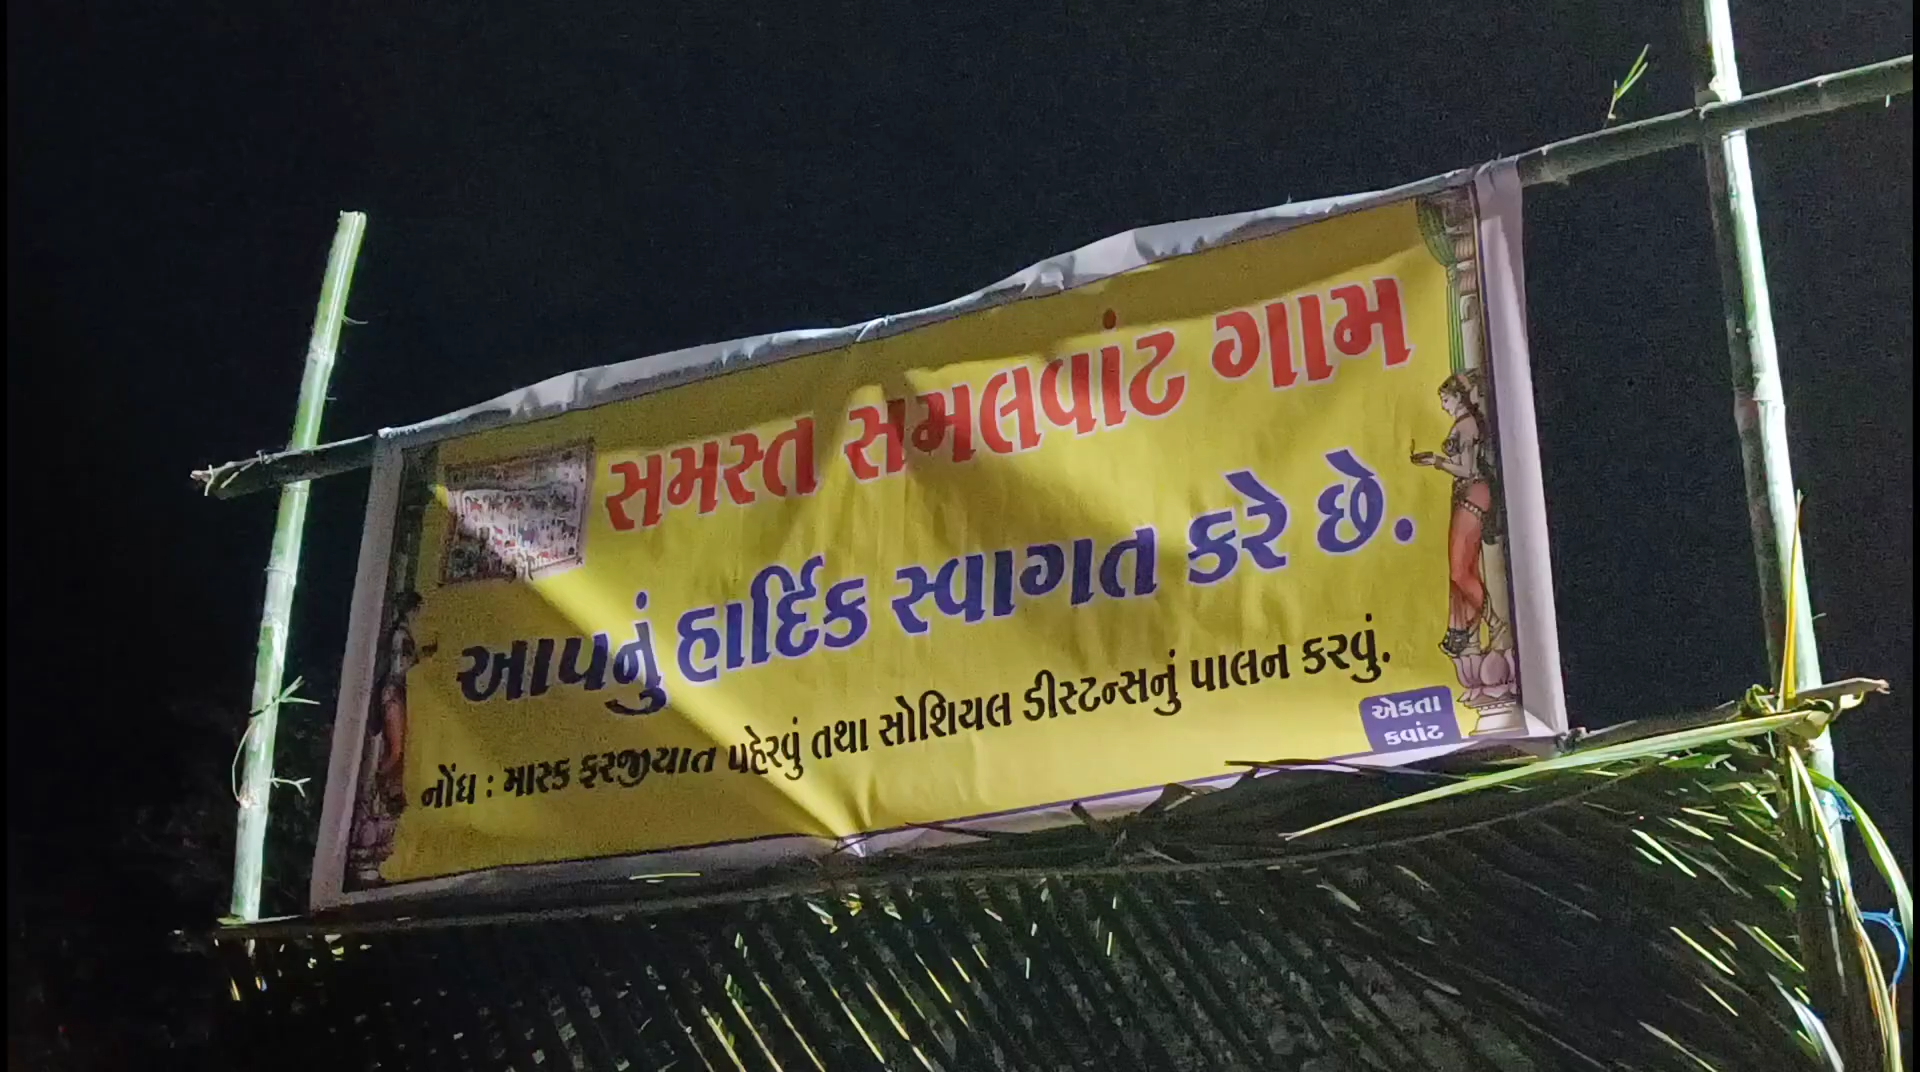 સમસ્ત સમલવાંટ ગામ
આપનું હાર્દિક સ્વાગત કરે છે.
નોંધ : માસ્ક ફરજીયાત પહેરવું તથા સોશિયલ ડીસ્ટન્સનું પાલન કરવું.
એકતા
કવાંટ